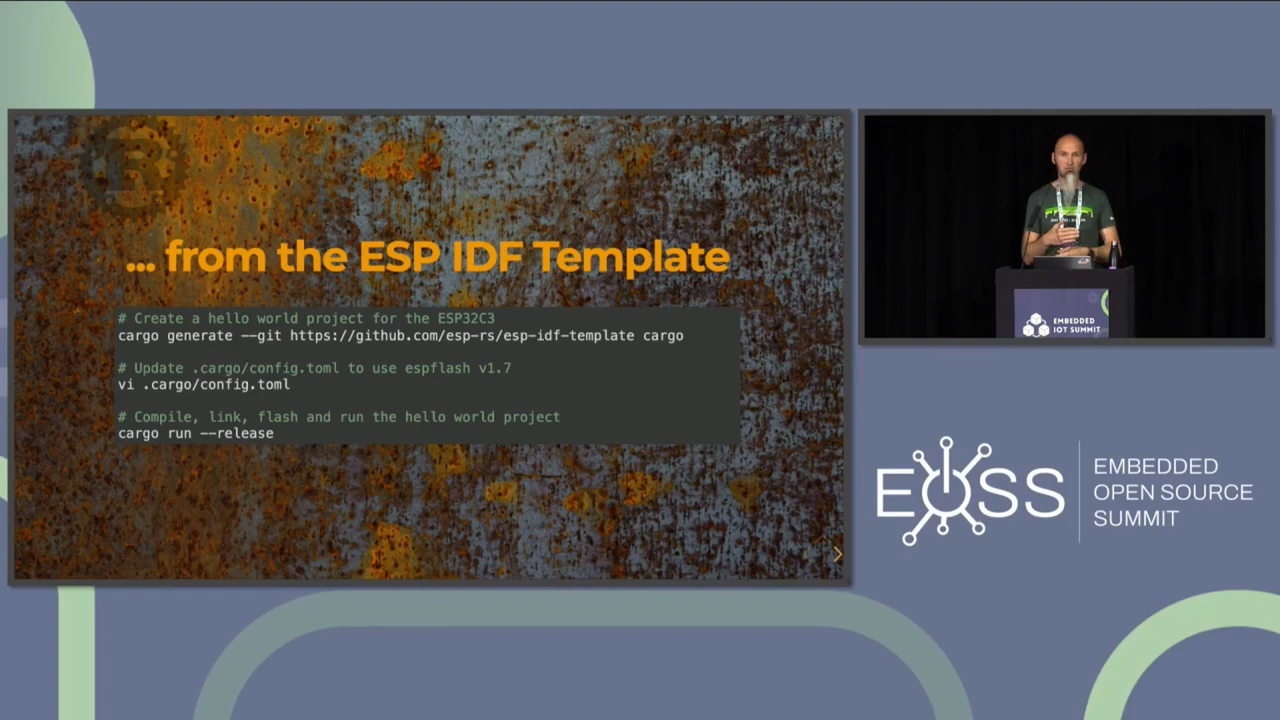 R
... from the ESP IDF Template
# Create a hello world project for the ESP32C3
cargo generate --git https://github.com/esp-rs/esp-idf-template cargo
# Update .cargo/config.toml to use espflash v1.7
vi .cargo/config.toml
# Compile, link, flash and run the hello world project
cargo run --release
EMBEDDED
IOT SUMMIT
EOSS
EMBEDDED
OPEN SOURCE
SUMMIT